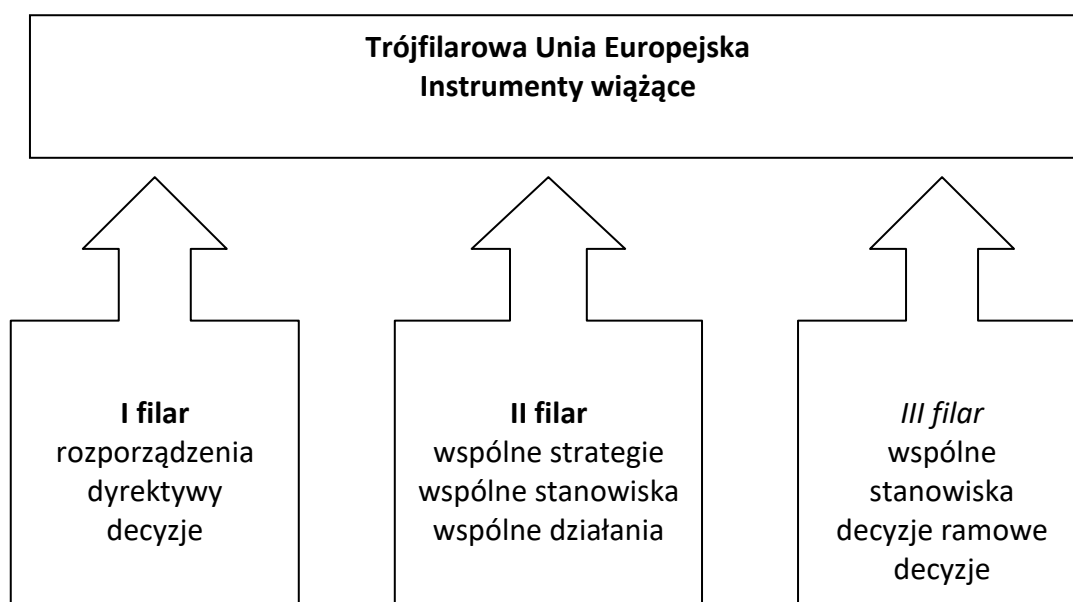 Trójfilarowa Unia Europejska
Instrumenty wiążące
I filar
rozporządzenia
dyrektywy
decyzje
II filar
wspólne strategie
wspólne stanowiska
wspólne działania
III filar
wspólne
stanowiska
decyzje ramowe
decyzje